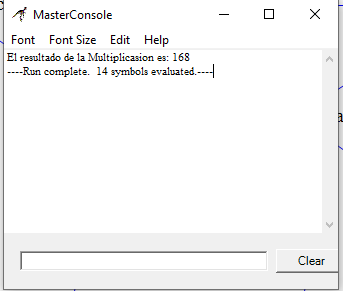 MasterConsole
Font Font Size Edit Help
El resultado de la Multiplicasion es: 168
----Run complete.  14 symbols evaluated.----
Clear